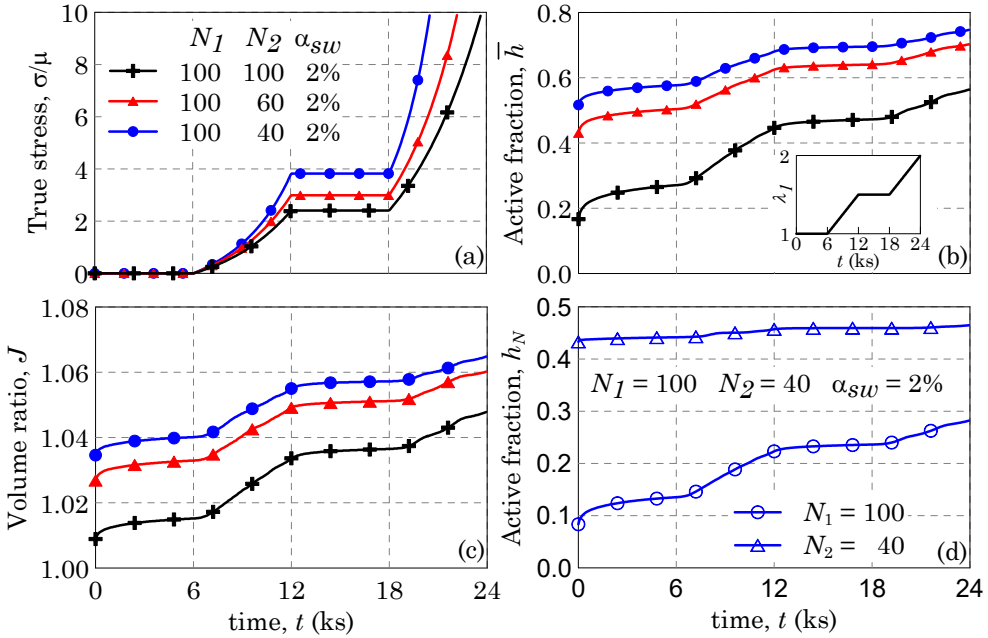 10
8
6
4
2
0
True stress, σ/μ
N1 N2 αsw
100 100 2%
100 60 2%
100 40 2%
(a)
0 6 12 18 24
0.8
0.6
0.4
0.2
0.0
Active fraction, h̅
2
1
λ1
0 6 12 18 24
t (ks)
(b)
0 6 12 18 24
1.08
1.06
1.04
1.02
1.00
Volume ratio, J
(c)
0 6 12 18 24
time, t (ks)
0.5
0.4
0.3
0.2
0.1
0.0
Active fraction, hN
N1 = 100 N2 = 40 αsw = 2%
N1 = 100
N2 = 40
(d)
0 6 12 18 24
time, t (ks)